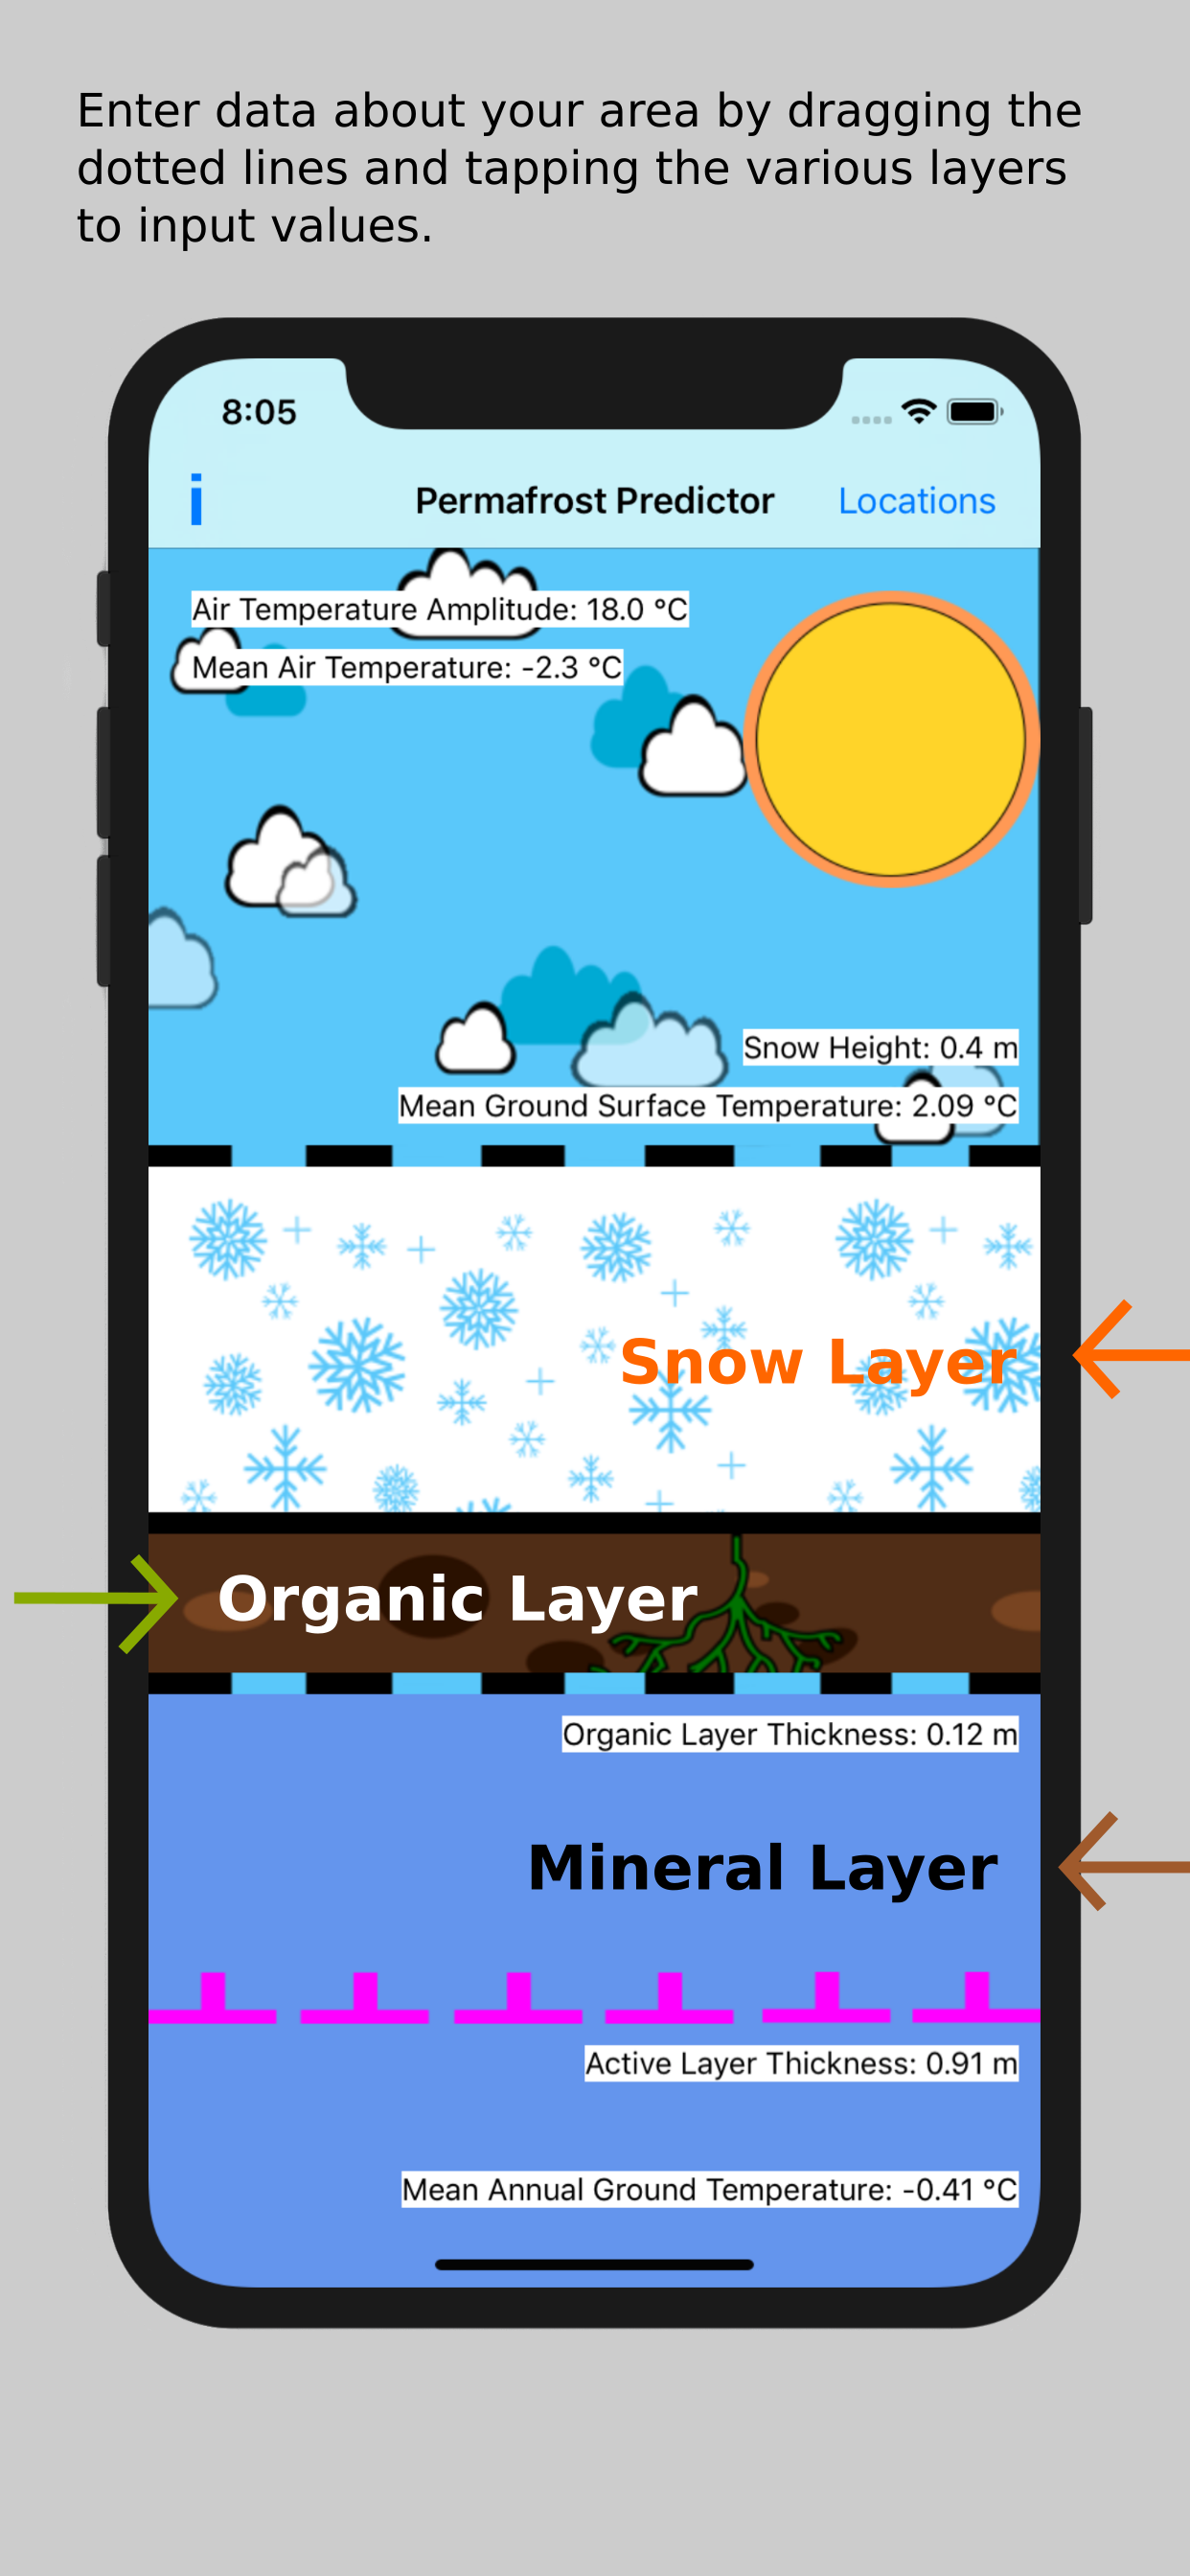 Enter data about your area by dragging the
dotted lines and tapping the various layers
to input values.
8:05
i
Permafrost Predictor
Locations
Air Temperature Amplitude: 18.0 °C
Mean Air Temperature: -2.3 °C
Snow Height: 0.4 m
Mean Ground Surface Temperature: 2.09 °C
Snow Layer
Organic Layer
Organic Layer Thickness: 0.12 m
Mineral Layer
Active Layer Thickness: 0.91 m
Mean Annual Ground Temperature: -0.41 °C